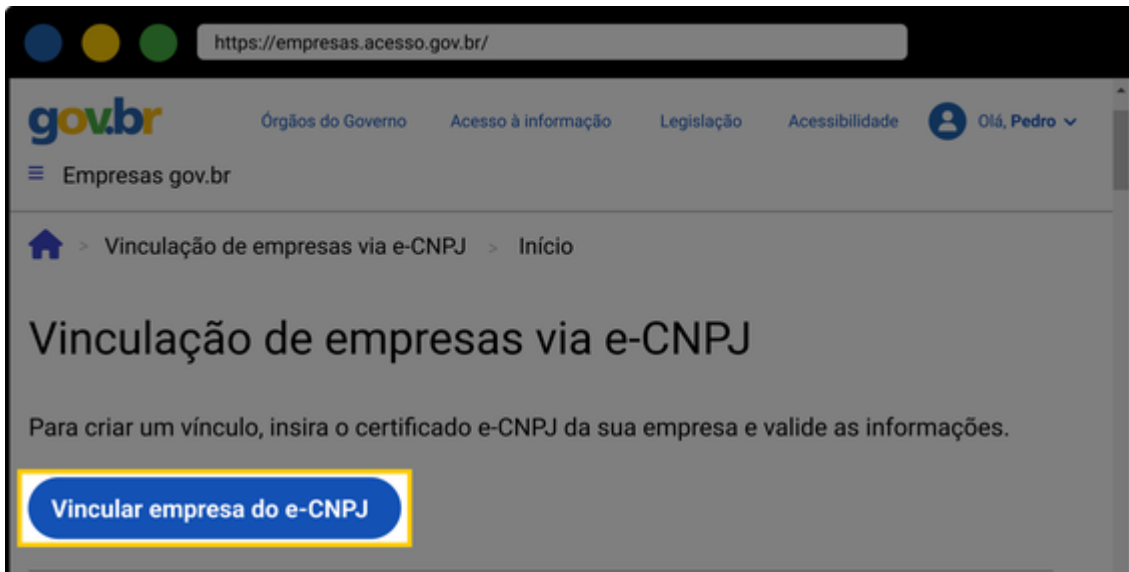 https://empresas.acesso.gov.br/
gov.br Órgãos do Governo Acesso à informação Legislação Acessibilidade Olá, Pedro
Empresas gov.br
> Vinculação de empresas via e-CNPJ > Início
Vinculação de empresas via e-CNPJ
Para criar um vínculo, insira o certificado e-CNPJ da sua empresa e valide as informações.
Vincular empresa do e-CNPJ